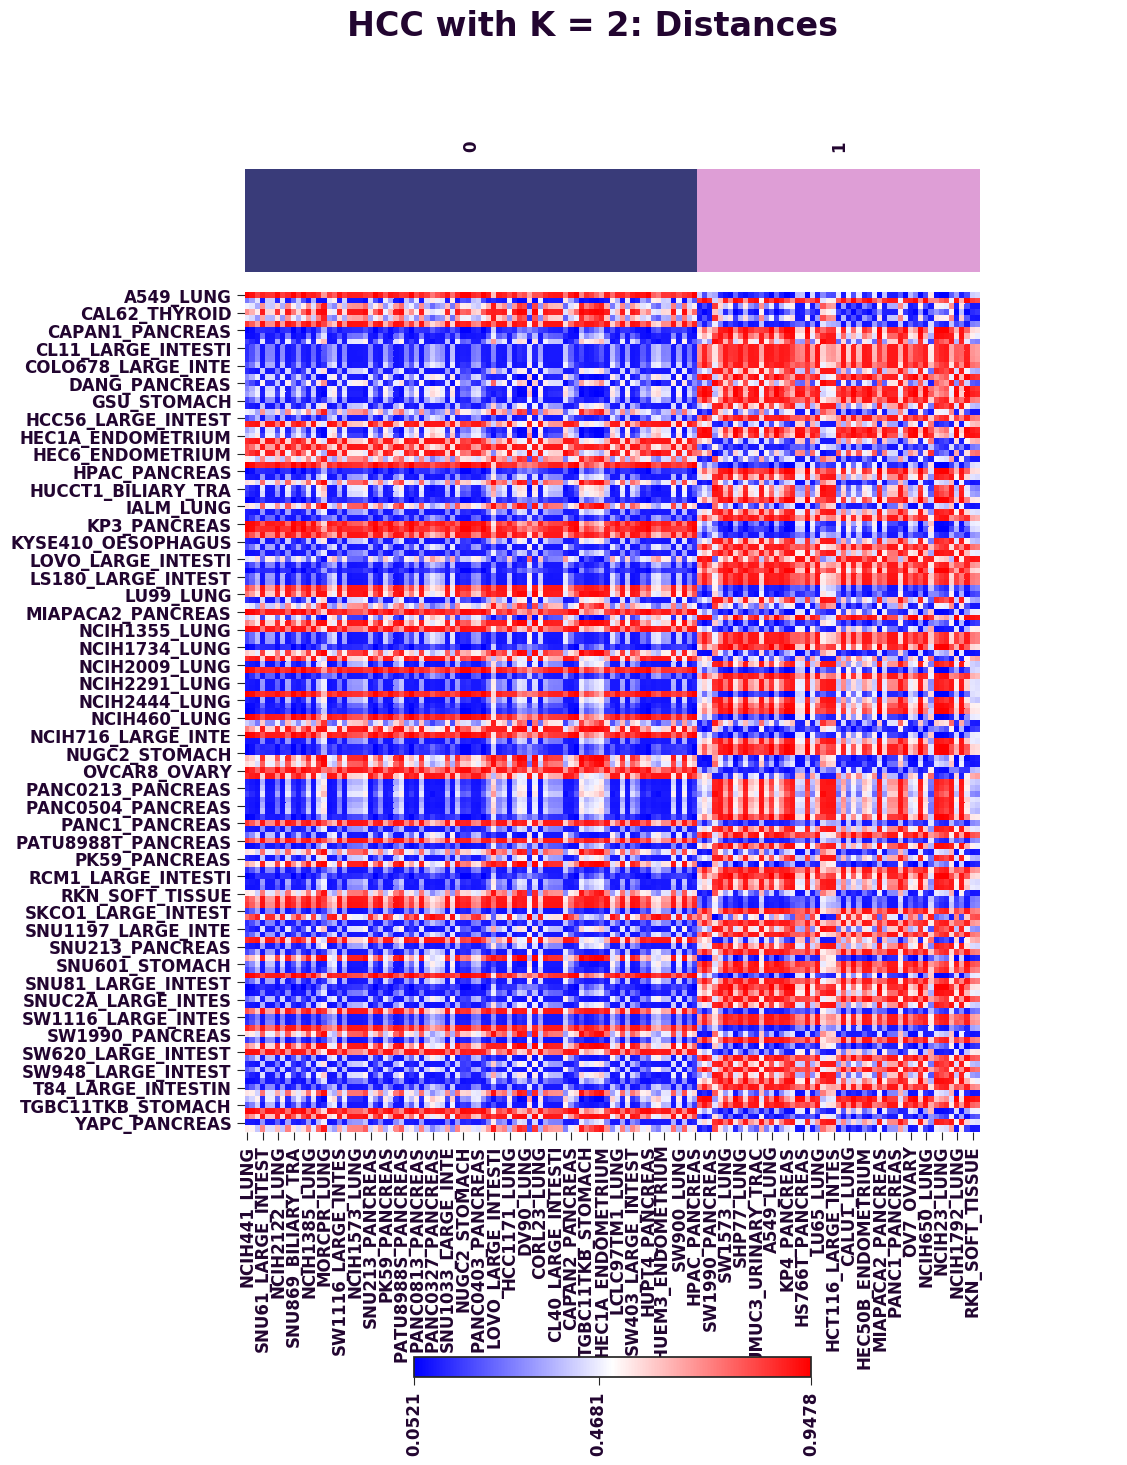 HCC with K = 2: Distances
0
1
A549_LUNG
CAL62_THYROID
CAPAN1_PANCREAS
CL11_LARGE_INTESTI
COLO678_LARGE_INTE
DANG_PANCREAS
GSU_STOMACH
HCC56_LARGE_INTEST
HEC1A_ENDOMETRIUM
HEC6_ENDOMETRIUM
HPAC_PANCREAS
HUCCT1_BILIARY_TRA
IALM_LUNG
KP3_PANCREAS
KYSE410_OESOPHAGUS
LOVO_LARGE_INTESTI
LS180_LARGE_INTEST
LU99_LUNG
MIAPACA2_PANCREAS
NCIH1355_LUNG
NCIH1734_LUNG
NCIH2009_LUNG
NCIH2291_LUNG
NCIH2444_LUNG
NCIH460_LUNG
NCIH716_LARGE_INTE
NUGC2_STOMACH
OVCAR8_OVARY
PANC0213_PANCREAS
PANC0504_PANCREAS
PANC1_PANCREAS
PATU8988T_PANCREAS
PK59_PANCREAS
RCM1_LARGE_INTESTI
RKN_SOFT_TISSUE
SKCO1_LARGE_INTEST
SNU1197_LARGE_INTE
SNU213_PANCREAS
SNU601_STOMACH
SNU81_LARGE_INTEST
SNUC2A_LARGE_INTES
SW1116_LARGE_INTES
SW1990_PANCREAS
SW620_LARGE_INTEST
SW948_LARGE_INTEST
T84_LARGE_INTESTIN
TGBC11TKB_STOMACH
YAPC_PANCREAS
NCIH441_LUNG
SNU61_LARGE_INTEST
NCIH2122_LUNG
SNU869_BILIARY_TRA
NCIH1385_LUNG
MORCPR_LUNG
SW1116_LARGE_INTES
NCIH1573_LUNG
SNU213_PANCREAS
PK59_PANCREAS
PATU8988S_PANCREAS
PANC0813_PANCREAS
PANC0327_PANCREAS
SNU1033_LARGE_INTE
NUGC2_STOMACH
PANC0403_PANCREAS
LOVO_LARGE_INTESTI
HCC1171_LUNG
DV90_LUNG
CORL23_LUNG
CL40_LARGE_INTESTI
CAPAN2_PANCREAS
TGBC11TKB_STOMACH
HEC1A_ENDOMETRIUM
LCLC97TM1_LUNG
SW403_LARGE_INTEST
HUPT4_PANCREAS
HUEM3_ENDOMETRIUM
SW900_LUNG
HPAC_PANCREAS
SW1990_PANCREAS
SW1573_LUNG
SHP77_LUNG
UMUC3_URINARY_TRAC
A549_LUNG
KP4_PANCREAS
HS766T_PANCREAS
LU65_LUNG
HCT116_LARGE_INTES
CALU1_LUNG
HEC50B_ENDOMETRIUM
MIAPACA2_PANCREAS
PANC1_PANCREAS
OV7_OVARY
NCIH650_LUNG
NCIH23_LUNG
NCIH1792_LUNG
RKN_SOFT_TISSUE
0.0521
0.4681
0.9478